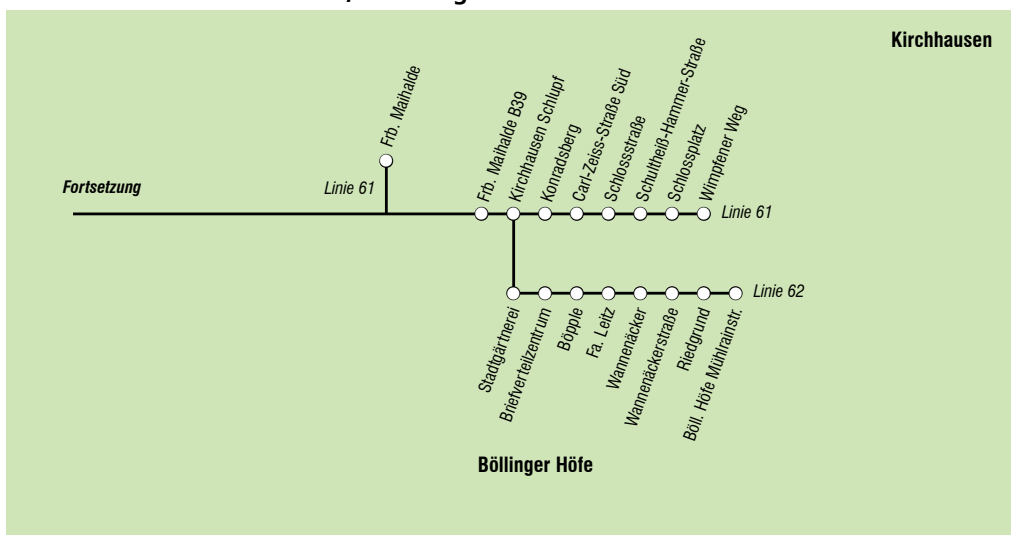 Kirchhausen
Frb. Maihalde
Fortsetzung
Linie 61
Frb. Maihalde B39
Kirchhausen Schlupf
Konradsberg
Carl-Zeiss-Straße Süd
Schlossstraße
Schultheiß-Hammer-Straße
Schlossplatz
Wimpfener Weg
Linie 61
Linie 62
Stadtgärtnerei
Briefverteilzentrum
Böpple
Fa. Leitz
Wannenäcker
Wannenäckerstraße
Riedgrund
Böll. Höfe Mühlrainstr.
Böllinger Höfe